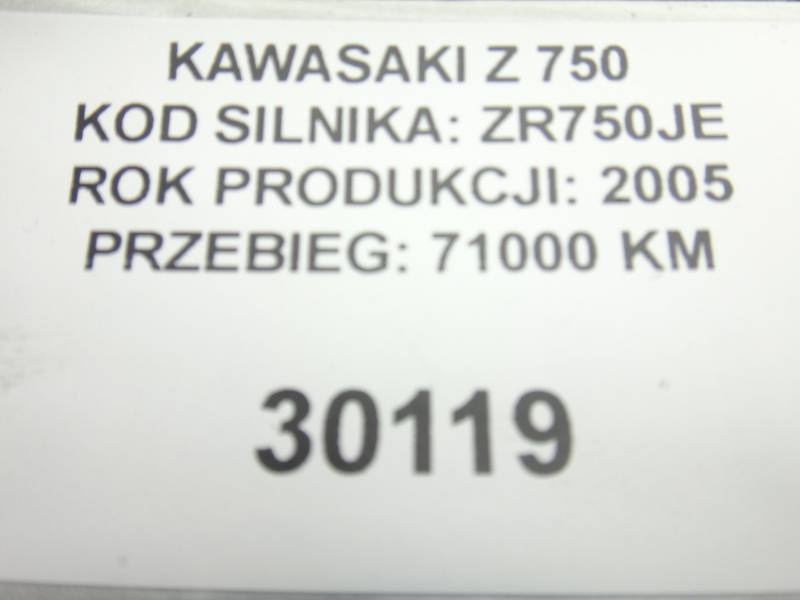 KAWASAKI Z 750
KOD SILNIKA: ZR750JE
ROK PRODUKCJI: 2005
PRZEBIEG: 71000 KM
30119